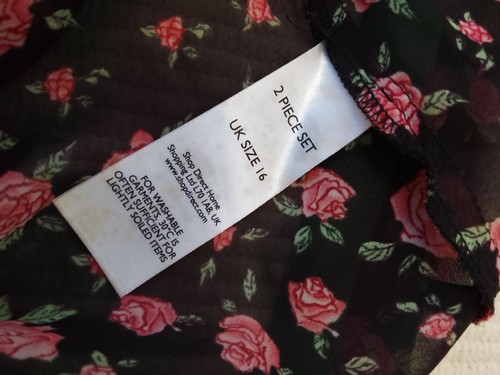 2 PIECE SET
UK SIZE 16
Shop Direct Home
Shopping Ltd L70 1AB UK
www.shopdirect.com
FOR WASHABLE
GARMENTS 30°C IS
OFTEN SUFFICIENT FOR
LIGHTLY SOILED ITEMS